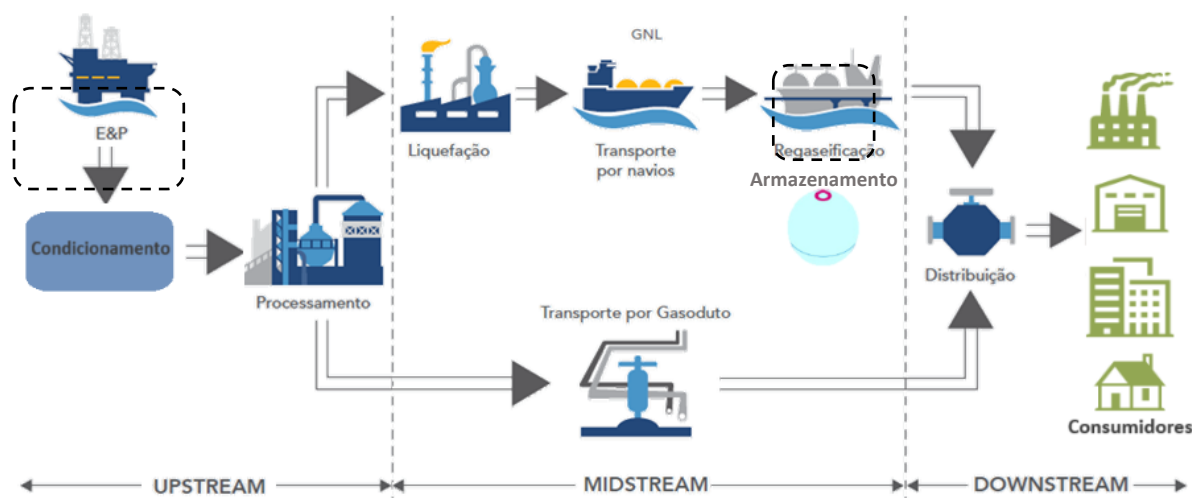 GNL
E&P
Liquefação
Transporte
por navios
Regaseificação
Armazenamento
Condicionamento
Processamento
Distribuição
Transporte por Gasoduto
Consumidores
UPSTREAM
MIDSTREAM
DOWNSTREAM